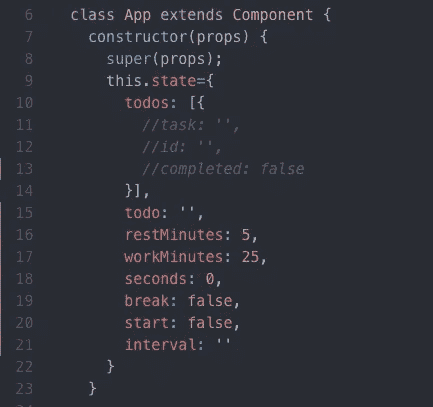 6 class App extends Component {
7 constructor(props) {
8 super(props);
9 this.state={
10 todos: [{
11 //task: '',
12 //id: '',
13 //completed: false
14 }],
15 todo: '',
16 restMinutes: 5,
17 workMinutes: 25,
18 seconds: 0,
19 break: false,
20 start: false,
21 interval: ''
22 }
23 }